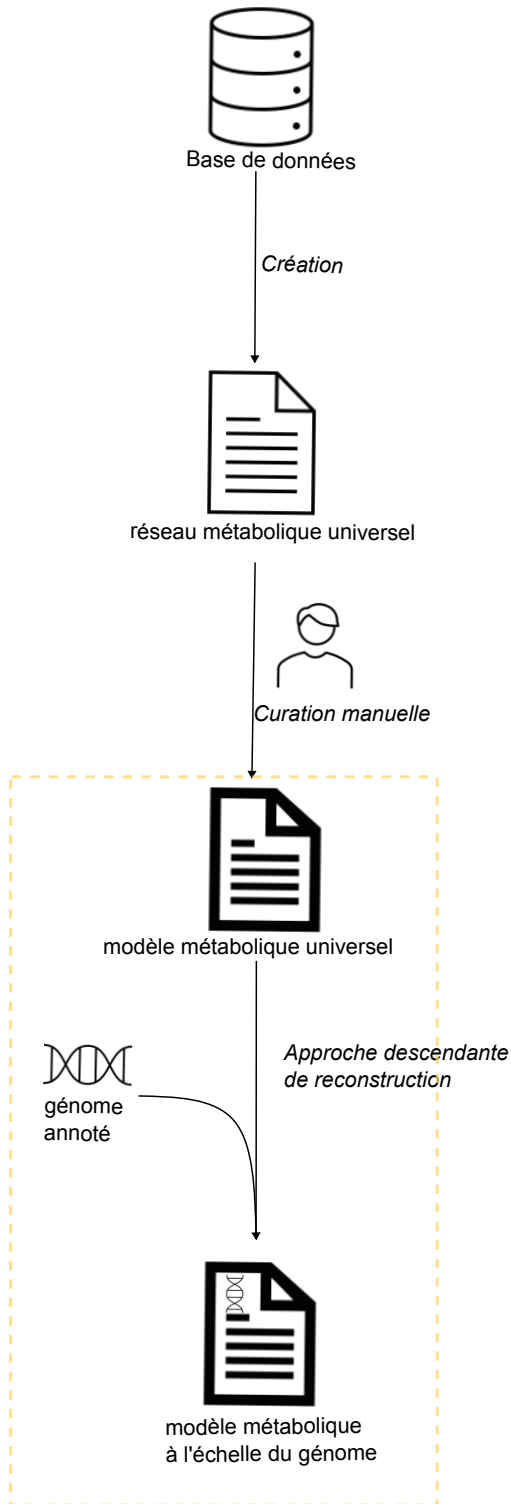 Base de données
Création
réseau métabolique universel
Curation manuelle
modèle métabolique universel
Approche descendante
de reconstruction
génome
annoté
modèle métabolique
à l'échelle du génome